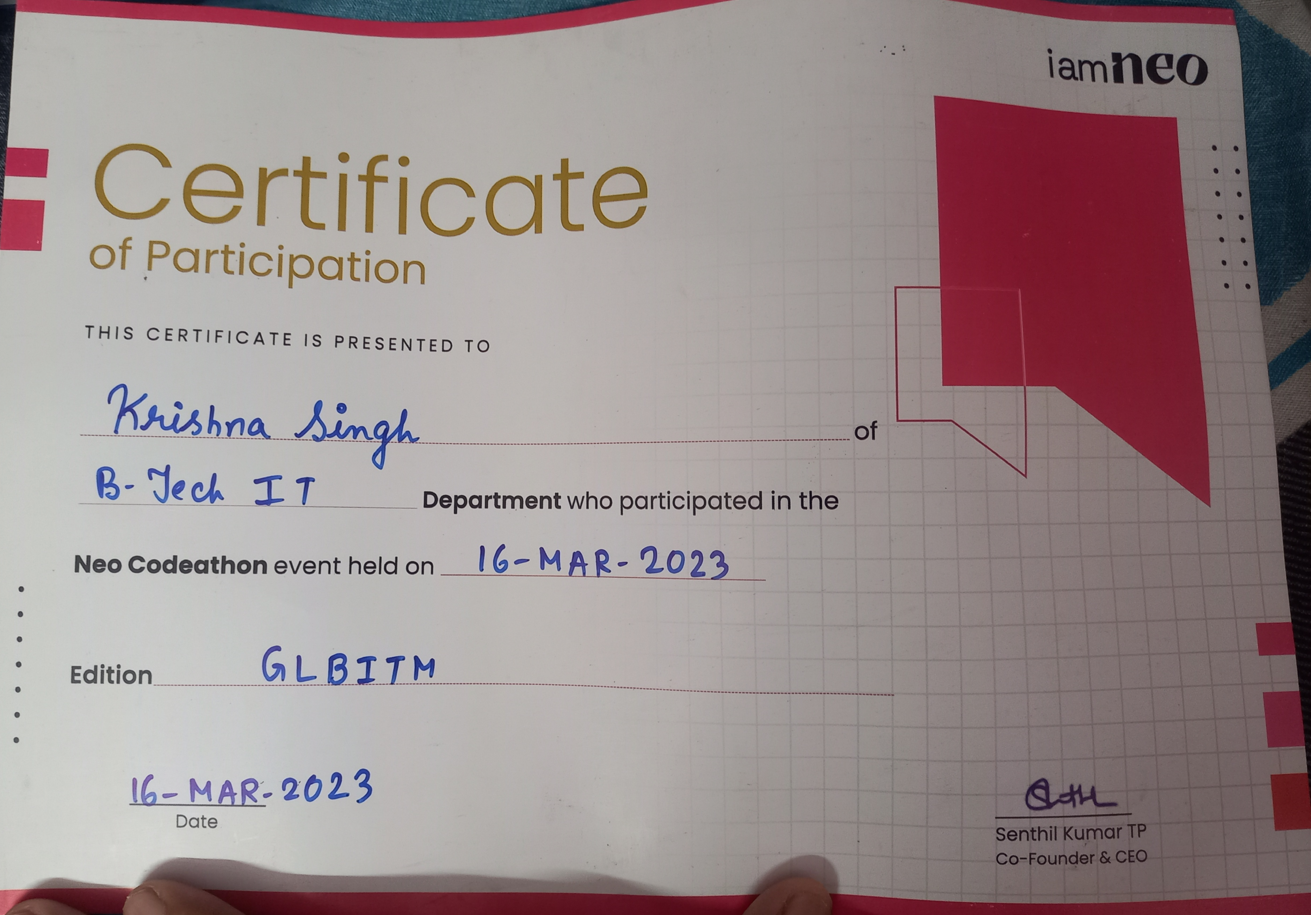 iamneo
Certificate
of Participation
THIS CERTIFICATE IS PRESENTED TO
Krishna Singh of
B-Tech IT Department who participated in the
Neo Codeathon event held on 16-MAR-2023
Edition GLBITM
16-MAR-2023
Date
Senthil Kumar TP
Co-Founder & CEO